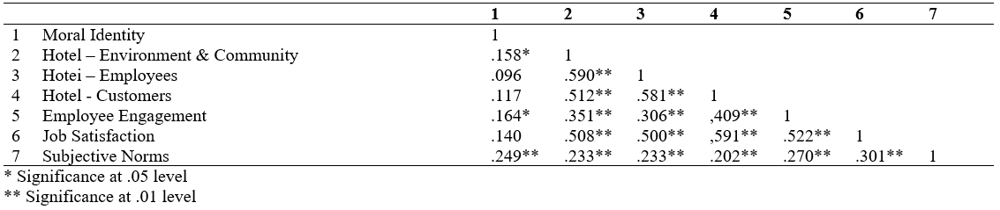 1 2 3 4 5 6 7
1 Moral Identity 1
2 Hotel – Environment & Community .158* 1
3 Hotei – Employees .096 .590** 1
4 Hotel - Customers .117 .512** .581** 1
5 Employee Engagement .164* .351** .306** ,409** 1
6 Job Satisfaction .140 .508** .500** ,591** .522** 1
7 Subjective Norms .249** .233** .233** .202** .270** .301** 1
* Significance at .05 level
** Significance at .01 level